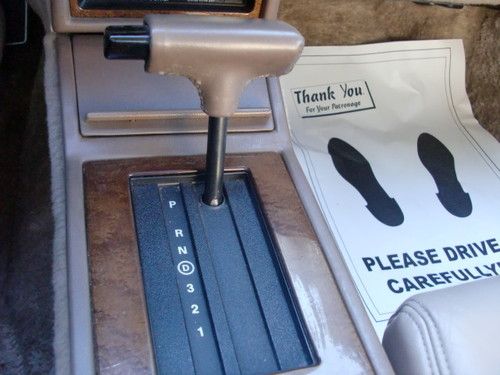 P
R
N
D
3
2
1
Thank You
For Your Patronage
PLEASE DRIVE
CAREFULLY!